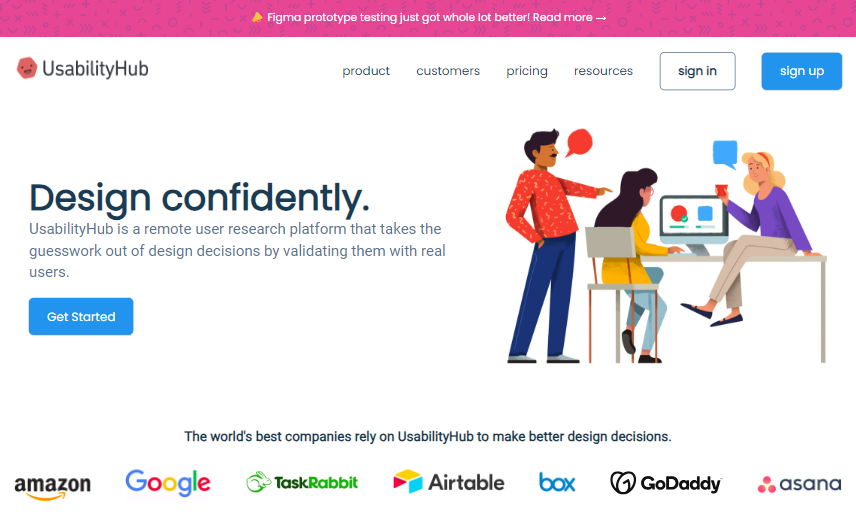 Figma prototype testing just got whole lot better! Read more →
UsabilityHub
product customers pricing resources sign in sign up
Design confidently.
UsabilityHub is a remote user research platform that takes the
guesswork out of design decisions by validating them with real
users.
Get Started
The world's best companies rely on UsabilityHub to make better design decisions.
amazon Google TaskRabbit Airtable box GoDaddy asana